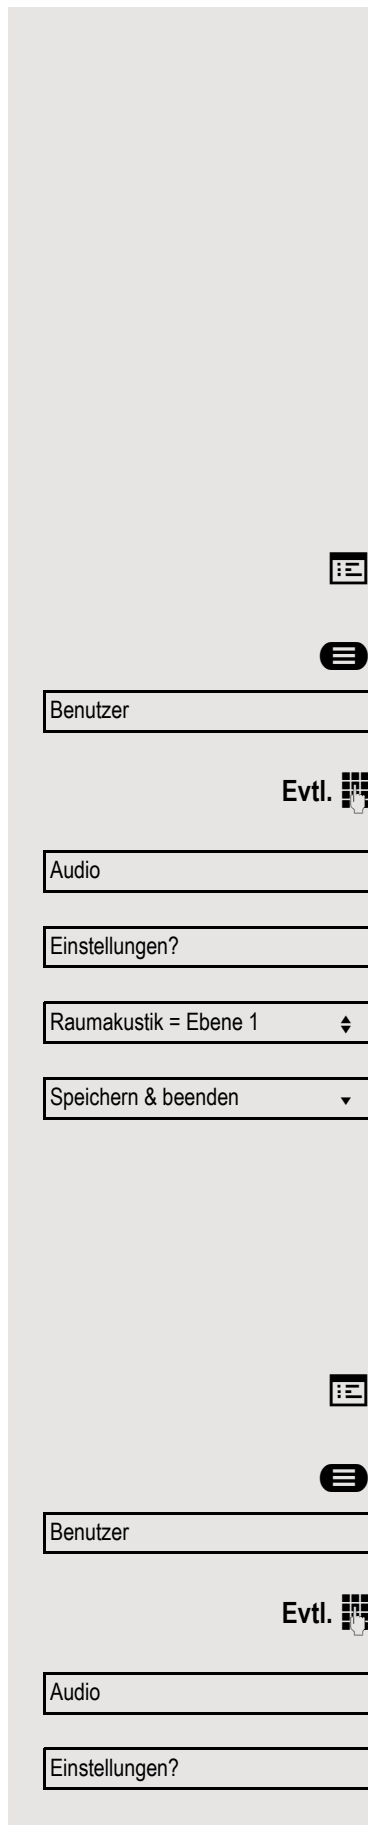 Benutzer
Evtl.
Audio
Einstellungen?
Raumakustik = Ebene 1
Speichern & beenden
Benutzer
Evtl.
Audio
Einstellungen?